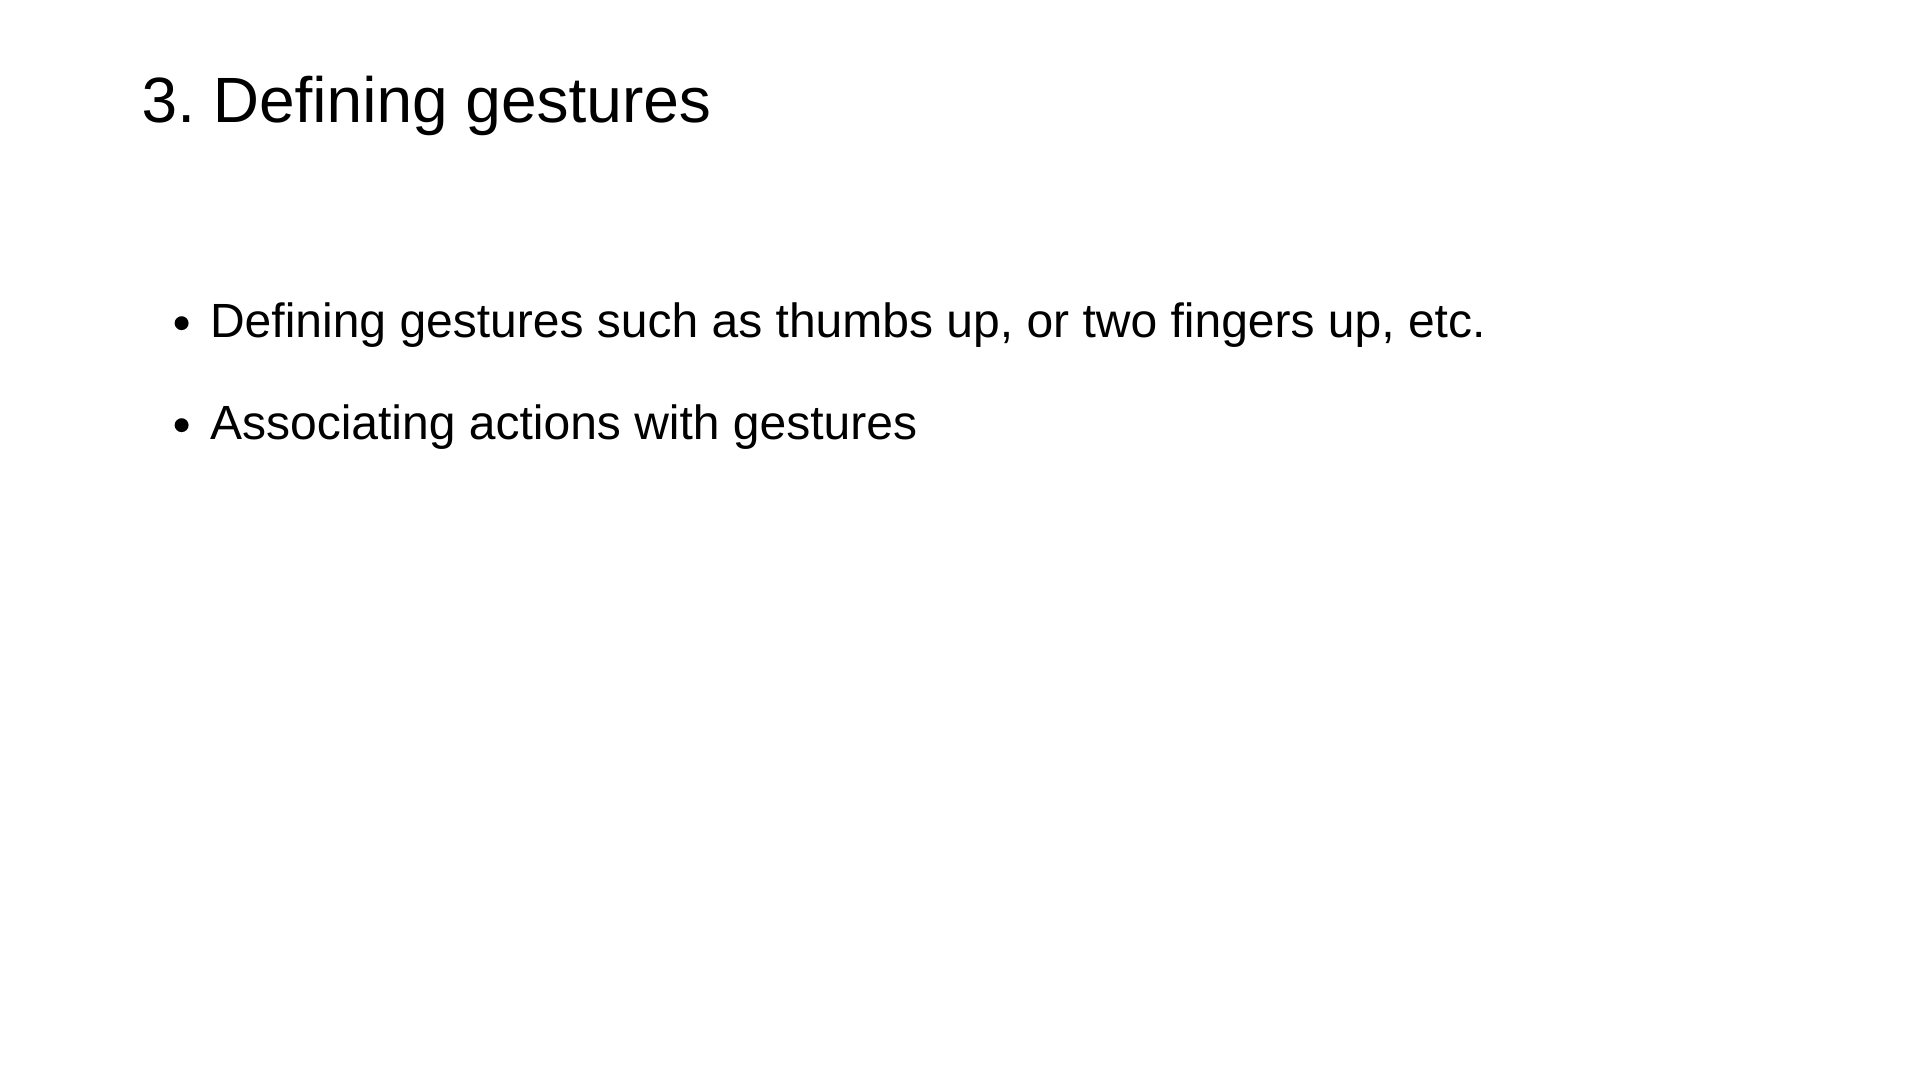 3. Defining gestures
• Defining gestures such as thumbs up, or two fingers up, etc.
• Associating actions with gestures